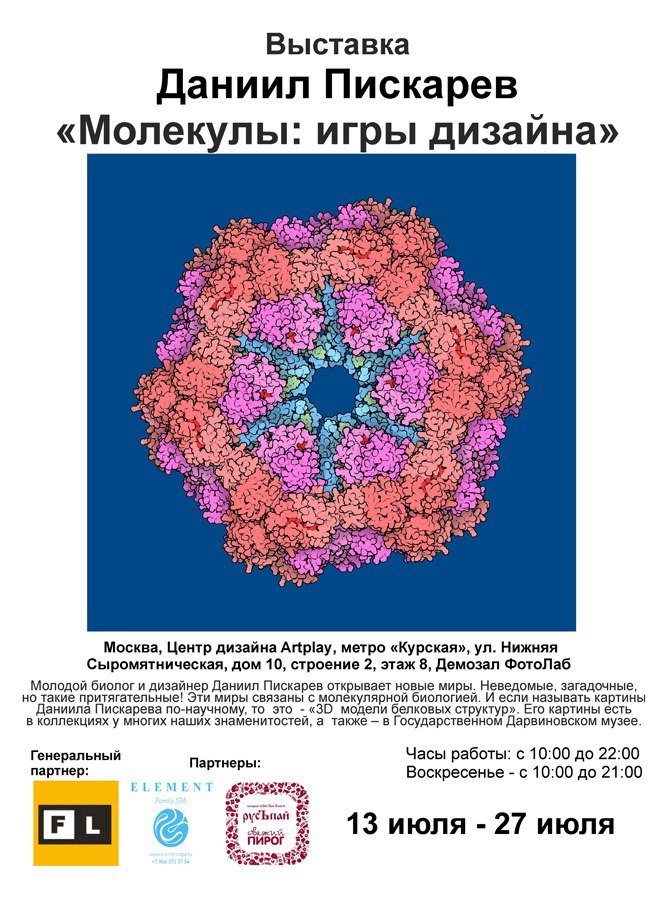 Выставка
Даниил Пискарев
«Молекулы: игры дизайна»
Москва, Центр дизайна Artplay, метро «Курская», ул. Нижняя
Сыромятническая, дом 10, строение 2, этаж 8, Демозал ФотоЛаб
Молодой биолог и дизайнер Даниил Пискарев открывает новые миры. Неведомые, загадочные,
но такие притягательные! Эти миры связаны с молекулярной биологией. И если называть картины
Даниила Пискарева по-научному, то это - «3D модели белковых структур». Его картины есть
в коллекциях у многих наших знаменитостей, а также – в Государственном Дарвиновском музее.
Генеральный
партнер:
Партнеры:
Часы работы: с 10:00 до 22:00
Воскресенье - с 10:00 до 21:00
F L
ELEMENT
Family SPA
+7 966 372 37 34
русЪпай
свежий
ПИРОГ
13 июля - 27 июля